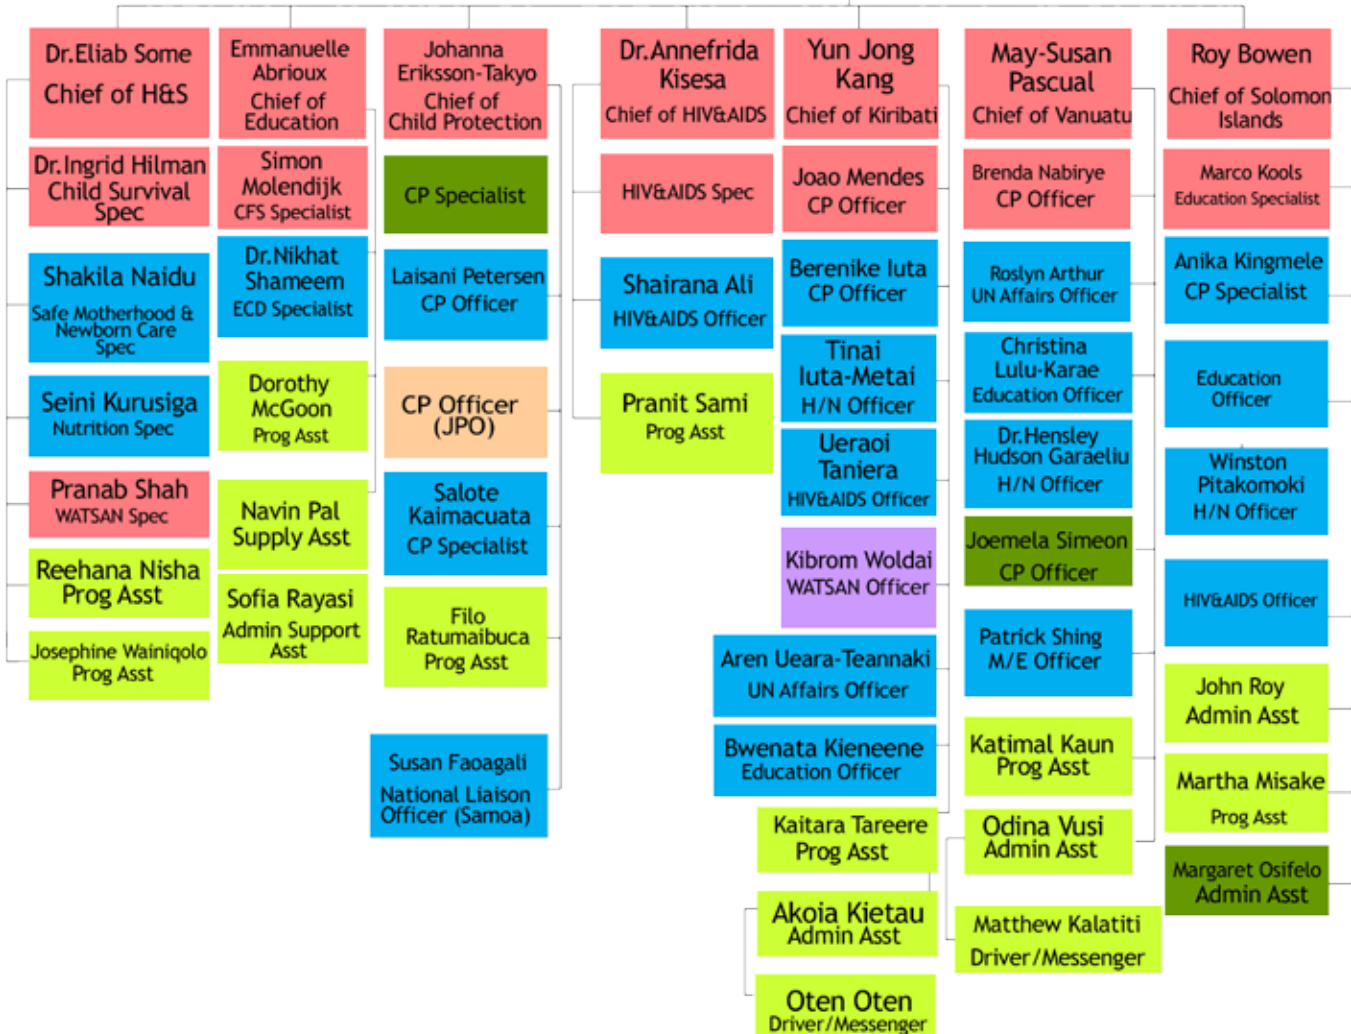 Dr.Eliab Some
Chief of H&S
Dr.Ingrid Hilman
Child Survival
Spec
Shakila Naidu
Safe Motherhood &
Newborn Care
Spec
Seini Kurusiga
Nutrition Spec
Pranab Shah
WATSAN Spec
Reehana Nisha
Prog Asst
Josephine Wainiqolo
Prog Asst
Emmanuelle
Abrioux
Chief of
Education
Simon
Molendijk
CFS Specialist
Dr.Nikhat
Shameem
ECD Specialist
Dorothy
McGoon
Prog Asst
Navin Pal
Supply Asst
Sofia Rayasi
Admin Support
Asst
Johanna
Eriksson-Takyo
Chief of
Child Protection
CP Specialist
Laisani Petersen
CP Officer
CP Officer
(JPO)
Salote
Kaimacuata
CP Specialist
Filo
Ratumaibuca
Prog Asst
Susan Faoagali
National Liaison
Officer (Samoa)
Dr.Annefrida
Kisesa
Chief of HIV&AIDS
HIV&AIDS Spec
Shairana Ali
HIV&AIDS Officer
Pranit Sami
Prog Asst
Yun Jong
Kang
Chief of Kiribati
Joao Mendes
CP Officer
Berenike Iuta
CP Officer
Tinai
Iuta-Metai
H/N Officer
Ueraoi
Taniera
HIV&AIDS Officer
Kibrom Woldai
WATSAN Officer
Aren Ueara-Teannaki
UN Affairs Officer
Bwenata Kieneene
Education Officer
Kaitara Tareere
Prog Asst
Akoia Kietau
Admin Asst
Oten Oten
Driver/Messenger
May-Susan
Pascual
Chief of Vanuatu
Brenda Nabirye
CP Officer
Roslyn Arthur
UN Affairs Officer
Christina
Lulu-Karae
Education Officer
Dr.Hensley
Hudson Garaeliu
H/N Officer
Joemela Simeon
CP Officer
Patrick Shing
M/E Officer
Katimal Kaun
Prog Asst
Odina Vusi
Admin Asst
Matthew Kalatiti
Driver/Messenger
Roy Bowen
Chief of Solomon
Islands
Marco Kools
Education Specialist
Anika Kingmele
CP Specialist
Education
Officer
Winston
Pitakomoki
H/N Officer
HIV&AIDS Officer
John Roy
Admin Asst
Martha Misake
Prog Asst
Margaret Osifelo
Admin Asst